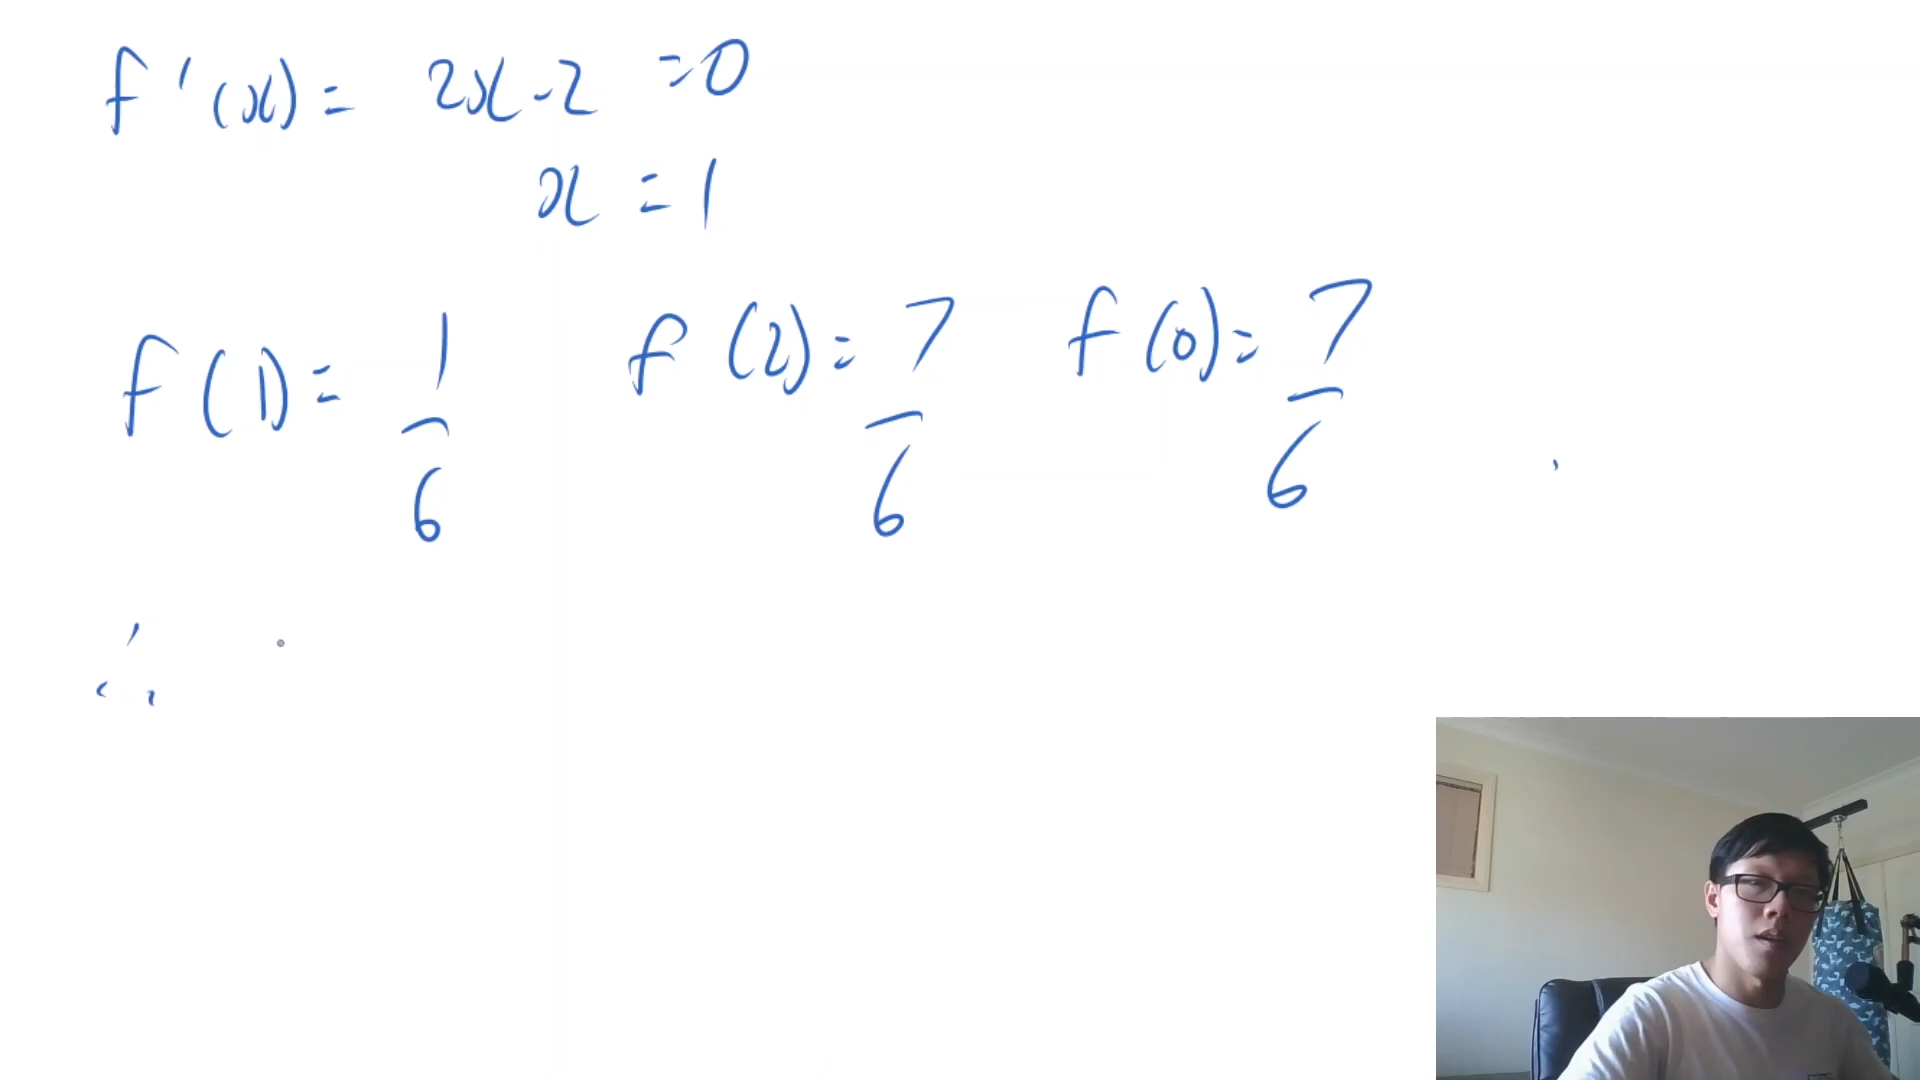 f'(x) = 2x-2 =0
x = 1
f(1) = 1/6 f(2) = 7/6 f(0) = 7/6
∴